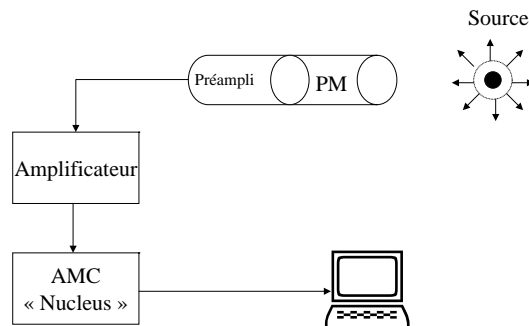 Source
Préampli
PM
Amplificateur
AMC
« Nucleus »